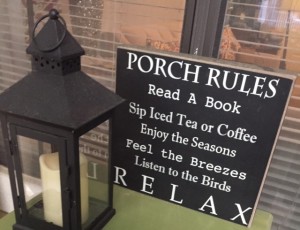 PORCH RULES
Read A Book
Sip Iced Tea or Coffee
Enjoy the Seasons
Feel the Breezes
Listen to the Birds
RELAX